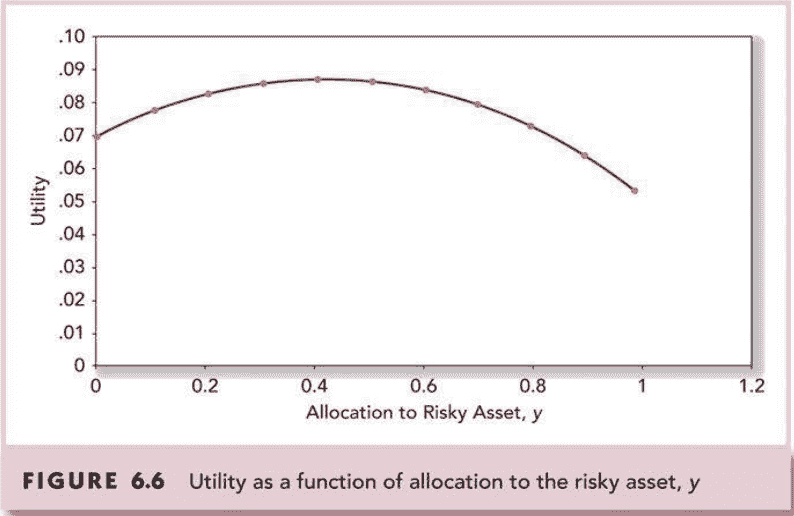 .10
.09
.08
.07
.06
.05
.04
.03
.02
.01
0
Utility
0 0.2 0.4 0.6 0.8 1 1.2
Allocation to Risky Asset, y
FIGURE 6.6 Utility as a function of allocation to the risky asset, y